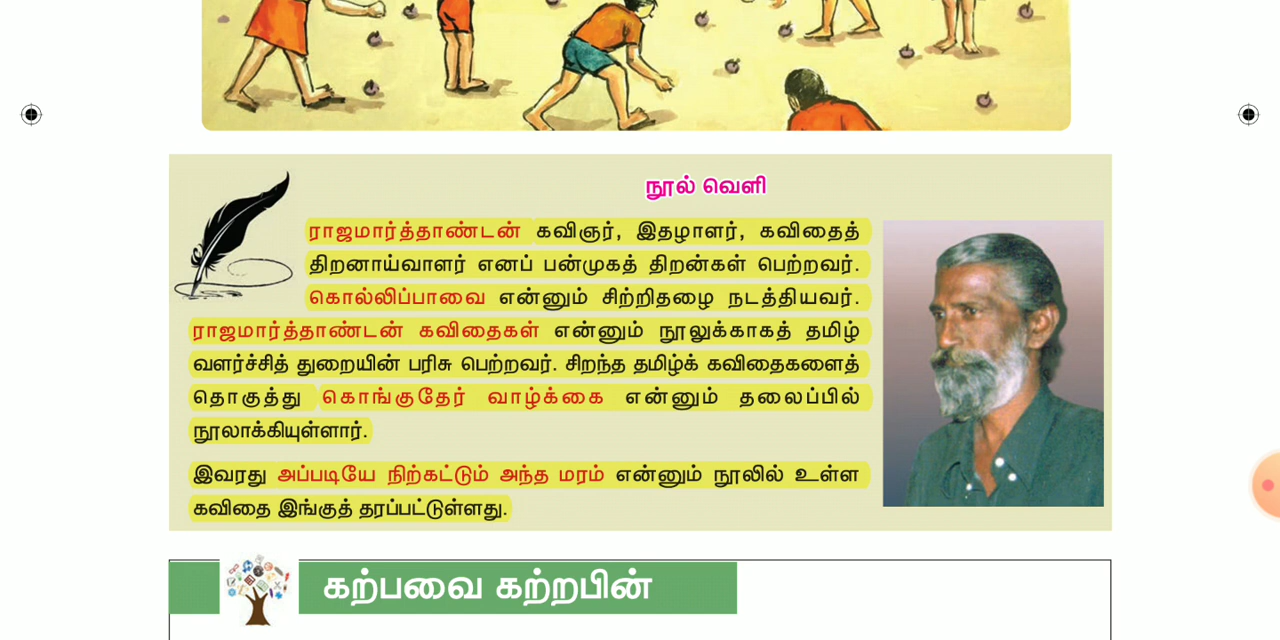 நூல் வெளி
ராஜமார்த்தாண்டன் கவிஞர், இதழாளர், கவிதைத்
திறனாய்வாளர் எனப் பன்முகத் திறன்கள் பெற்றவர்.
கொல்லிப்பாவை என்னும் சிற்றிதழை நடத்தியவர்.
ராஜமார்த்தாண்டன் கவிதைகள் என்னும் நூலுக்காகத் தமிழ்
வளர்ச்சித் துறையின் பரிசு பெற்றவர். சிறந்த தமிழ்க் கவிதைகளைத்
தொகுத்து கொங்குதேர் வாழ்க்கை என்னும் தலைப்பில்
நூலாக்கியுள்ளார்.
இவரது அப்படியே நிற்கட்டும் அந்த மரம் என்னும் நூலில் உள்ள
கவிதை இங்குத் தரப்பட்டுள்ளது.
கற்பவை கற்றபின்